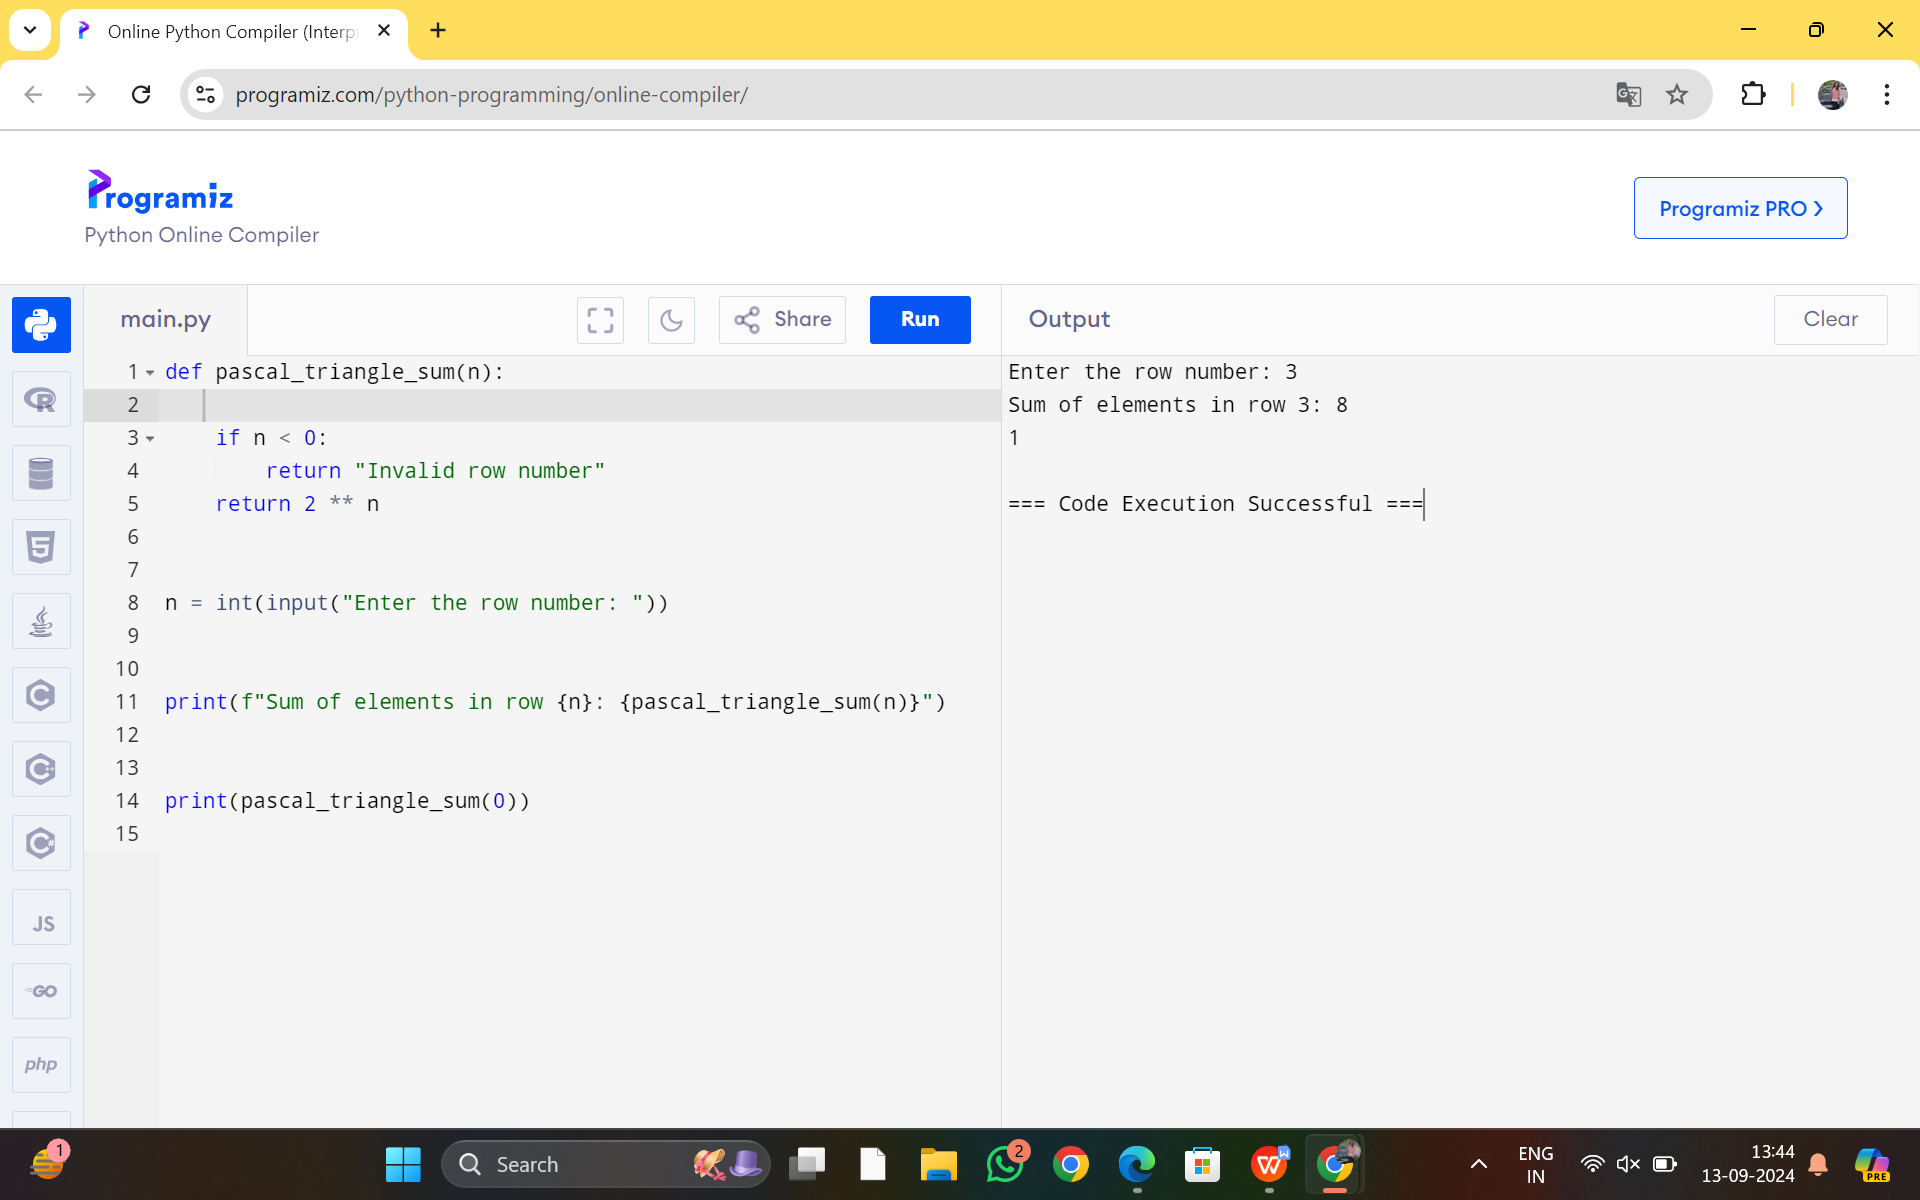 Online Python Compiler (Interp
programiz.com/python-programming/online-compiler/
Programiz
Python Online Compiler
Programiz PRO
main.py
Share
Run
Output
Clear
1 def pascal_triangle_sum(n):
2
3 if n < 0:
4 return "Invalid row number"
5 return 2 ** n
6
7
8 n = int(input("Enter the row number: "))
9
10
11 print(f"Sum of elements in row {n}: {pascal_triangle_sum(n)}")
12
13
14 print(pascal_triangle_sum(0))
15
Enter the row number: 3
Sum of elements in row 3: 8
1
=== Code Execution Successful ===
R
5
C
C++
C#
JS
GO
php
1
Search
2
W
W
ENG
IN
13:44
13-09-2024
PRE